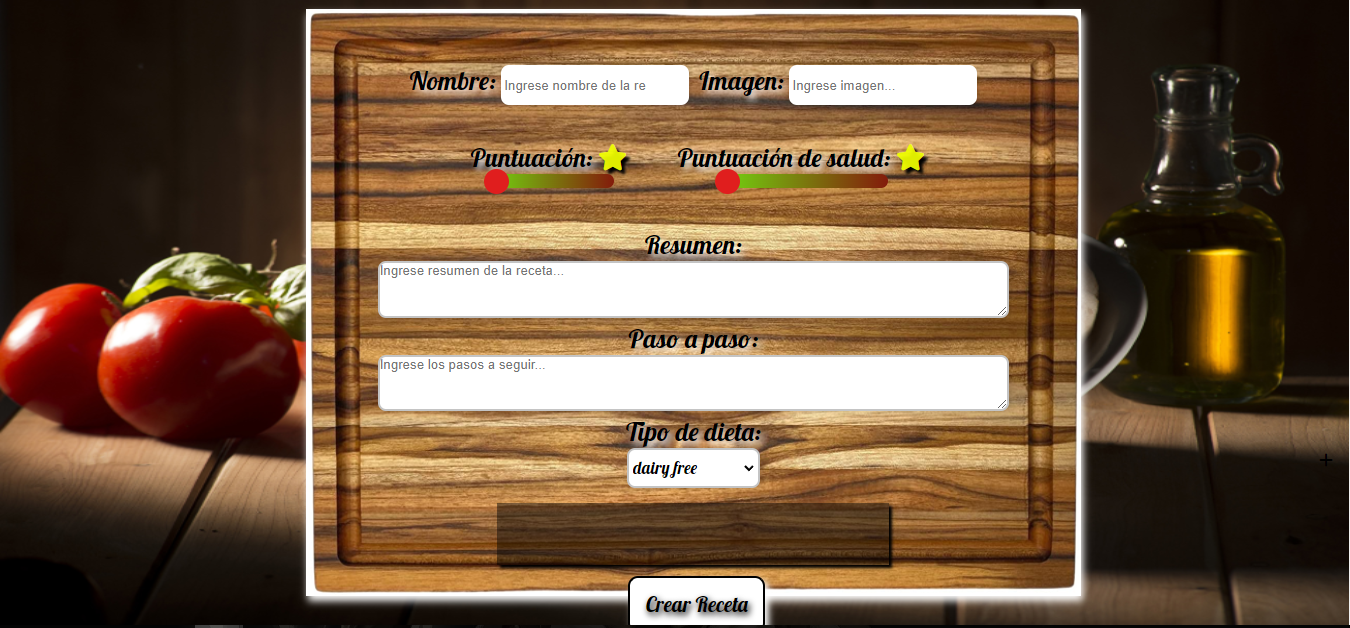 Nombre: Ingrese nombre de la re Imagen: Ingrese imagen...
Puntuación: Puntuación de salud:
Resumen:
Ingrese resumen de la receta...
Paso a paso:
Ingrese los pasos a seguir...
Tipo de dieta:
dairy free
Crear Receta